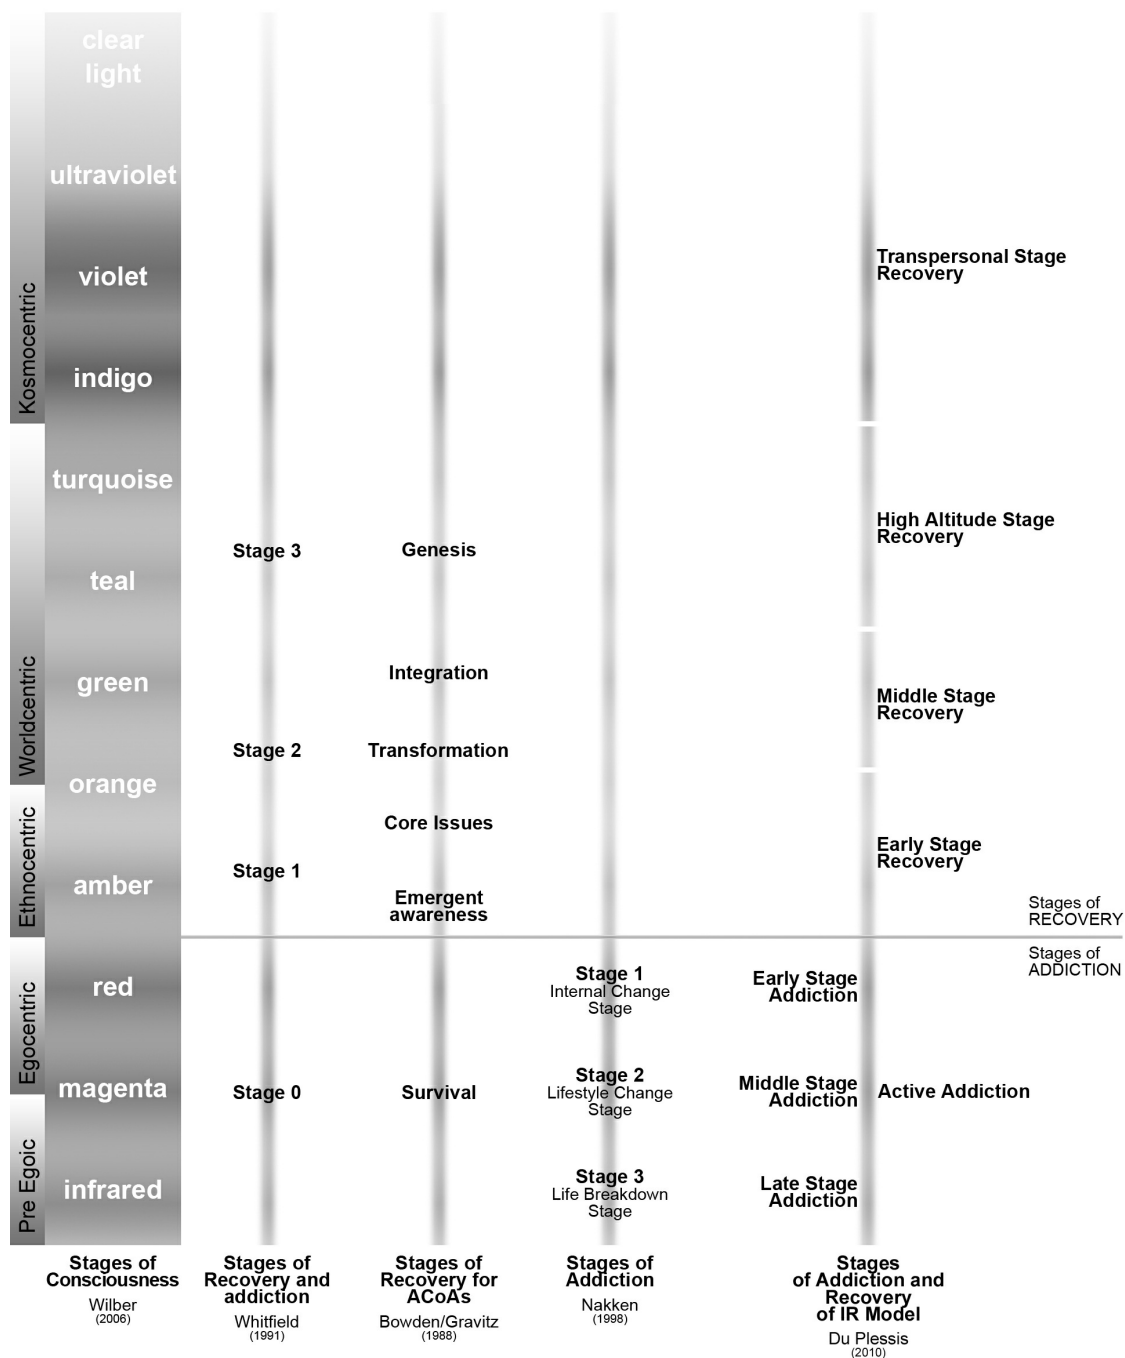 clear
light
ultraviolet
violet
indigo
turquoise
teal
green
orange
amber
red
magenta
infrared
Kosmocentric
Worldcentric
Ethnocentric
Egocentric
Pre Egoic
Stage 3
Stage 2
Stage 1
Stage 0
Genesis
Integration
Transformation
Core Issues
Emergent
awareness
Survival
Stage 1
Internal Change
Stage
Stage 2
Lifestyle Change
Stage
Stage 3
Life Breakdown
Stage
Transpersonal Stage
Recovery
High Altitude Stage
Recovery
Middle Stage
Recovery
Early Stage
Recovery
Stages of
RECOVERY
Stages of
ADDICTION
Early Stage
Addiction
Middle Stage
Addiction
Active Addiction
Late Stage
Addiction
Stages of
Consciousness
Wilber
(2006)
Stages of
Recovery and
addiction
Whitfield
(1991)
Stages of
Recovery for
ACoAs
Bowden/Gravitz
(1988)
Stages of
Addiction
Nakken
(1998)
Stages
of Addiction and
Recovery
of IR Model
Du Plessis
(2010)